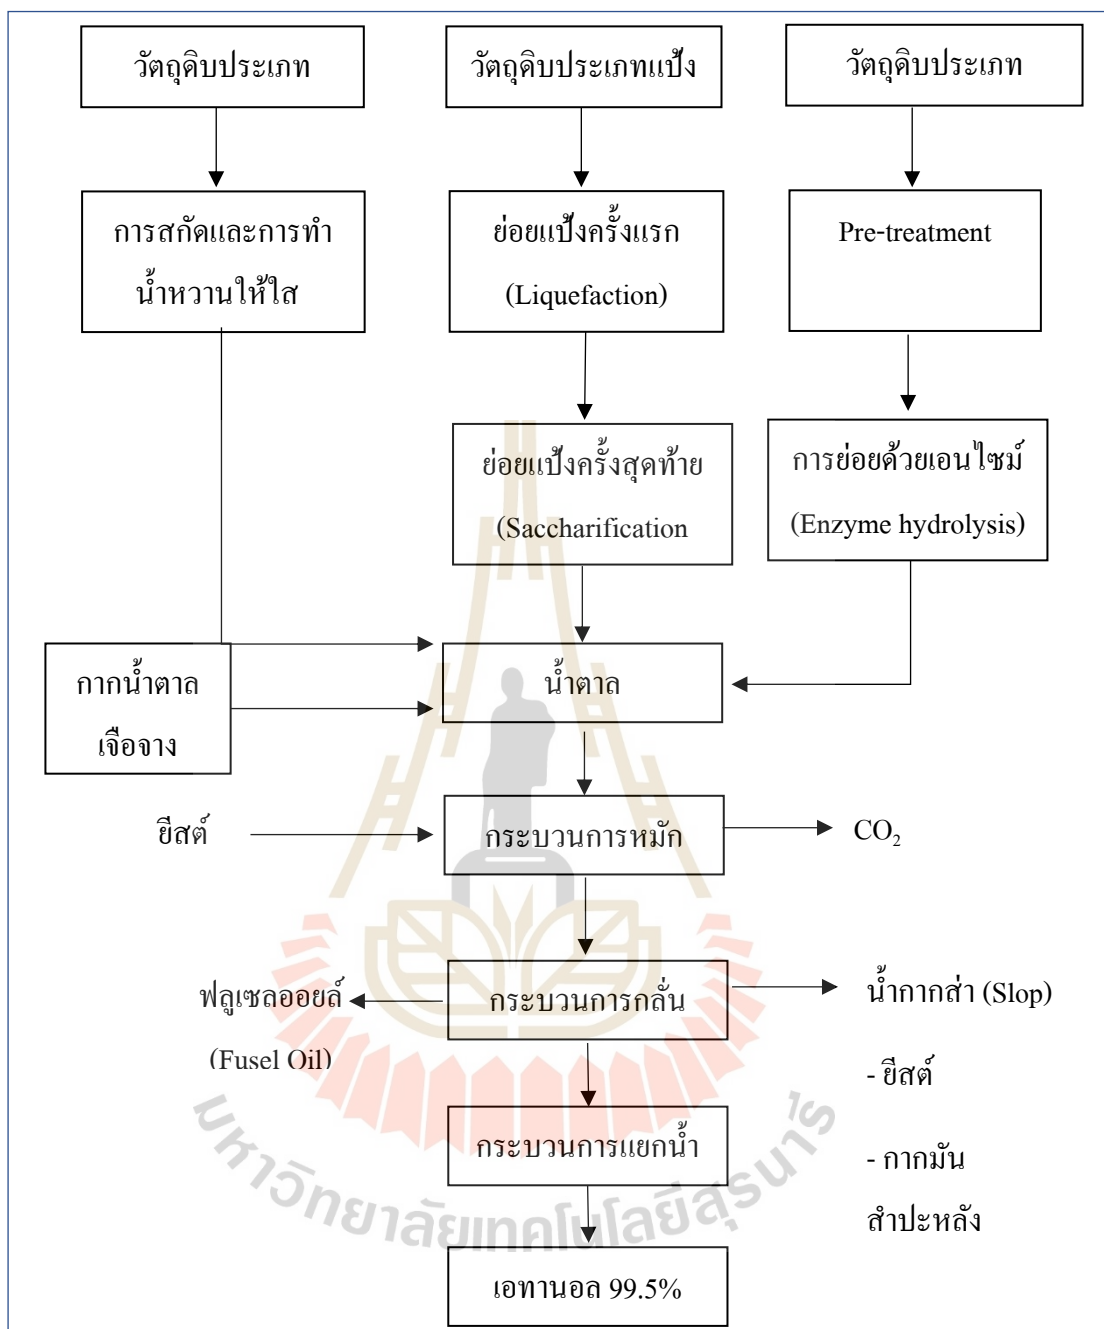 วัตถุดิบประเภท
วัตถุดิบประเภทแป้ง
วัตถุดิบประเภท
การสกัดและการทำ
น้ำหวานให้ใส
ย่อยแป้งครั้งแรก
(Liquefaction)
Pre-treatment
ย่อยแป้งครั้งสุดท้าย
(Saccharification
การย่อยด้วยเอนไซม์
(Enzyme hydrolysis)
กากน้ำตาล
เจือจาง
น้ำตาล
ยีสต์
กระบวนการหมัก
CO₂
ฟลูเซลออยล์
(Fusel Oil)
กระบวนการกลั่น
น้ำกากส่า (Slop)
- ยีสต์
- กากมัน
สำปะหลัง
กระบวนการแยกน้ำ
เอทานอล 99.5%
มหาวิทยาลัยเทคโนโลยีสุรนารี